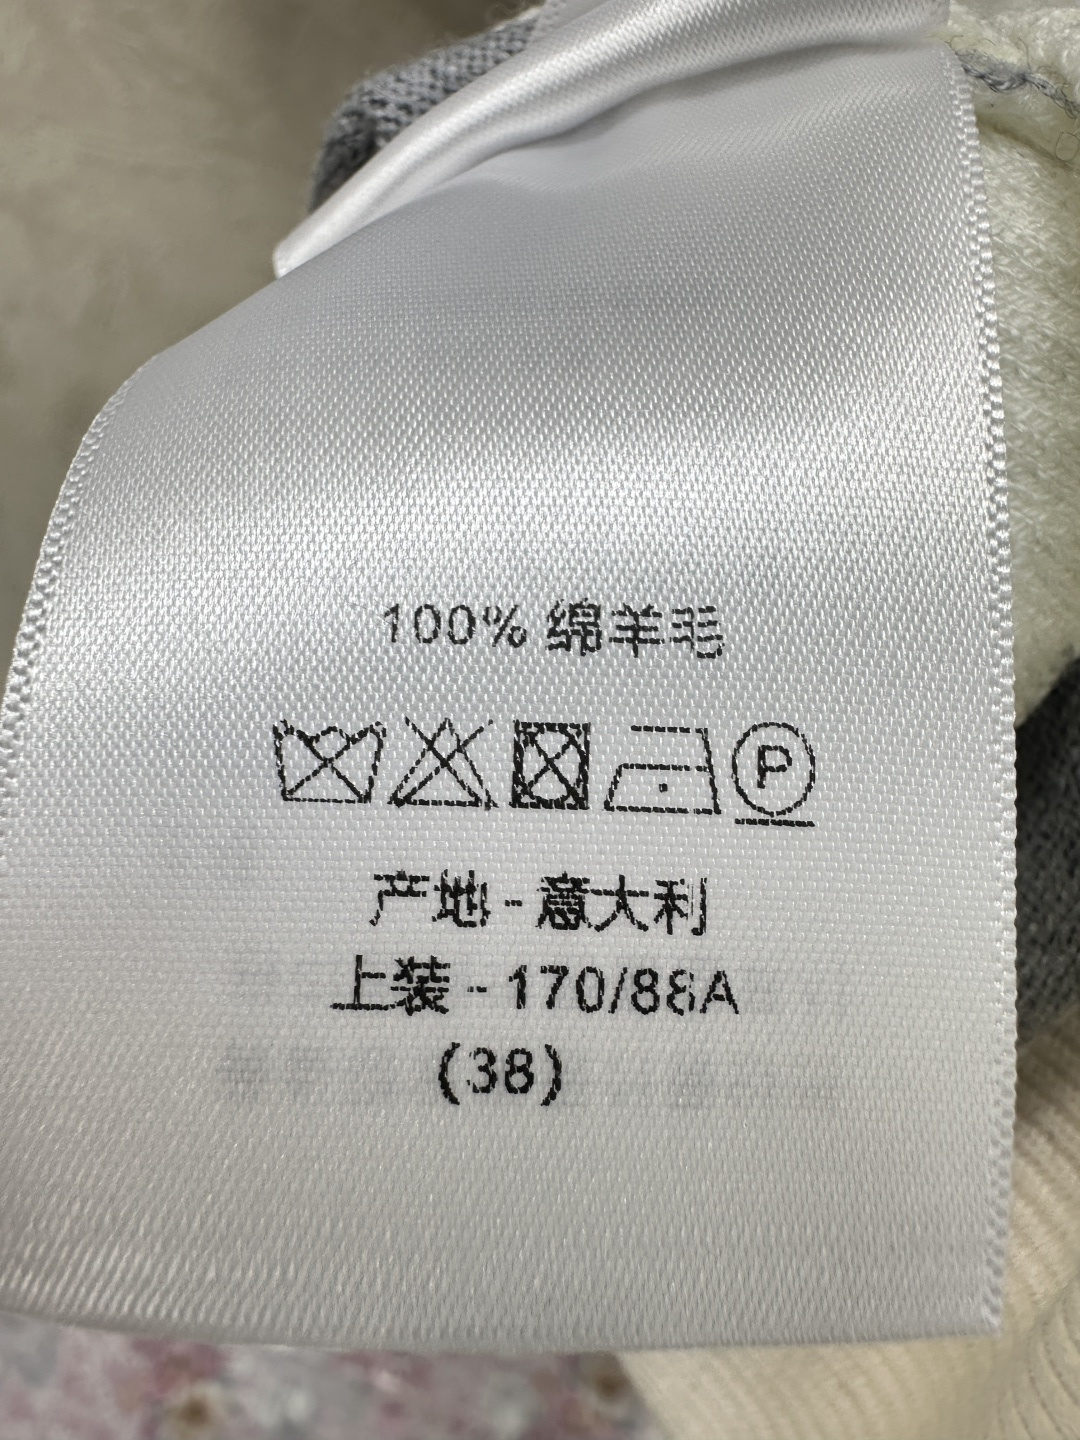 100% 绵羊毛
P
产地 - 意大利
上装 - 170/88A
(38)